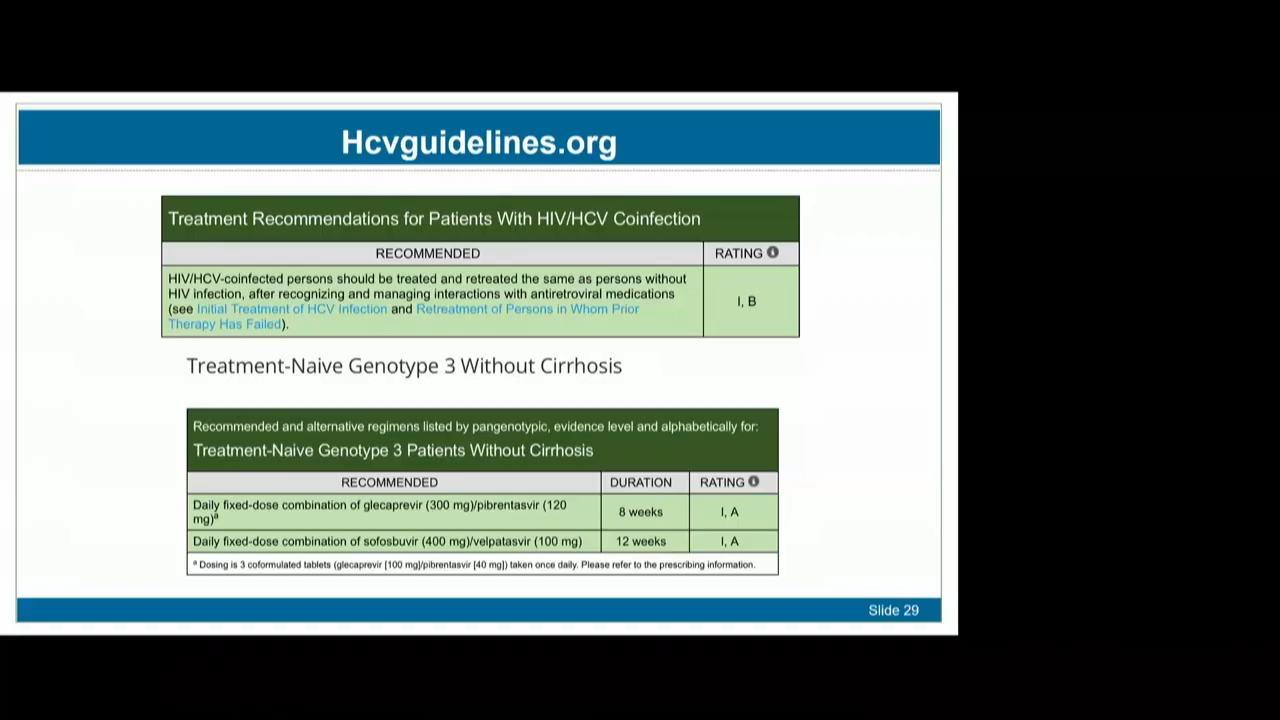 Hcvguidelines.org
Treatment Recommendations for Patients With HIV/HCV Coinfection
RECOMMENDED
RATING
HIV/HCV-coinfected persons should be treated and retreated the same as persons without
HIV infection, after recognizing and managing interactions with antiretroviral medications
(see Initial Treatment of HCV Infection and Retreatment of Persons in Whom Prior
Therapy Has Failed).
I, B
Treatment-Naive Genotype 3 Without Cirrhosis
Recommended and alternative regimens listed by pangenotypic, evidence level and alphabetically for:
Treatment-Naive Genotype 3 Patients Without Cirrhosis
RECOMMENDED
DURATION
RATING
Daily fixed-dose combination of glecaprevir (300 mg)/pibrentasvir (120
mg)ª
8 weeks
I, A
Daily fixed-dose combination of sofosbuvir (400 mg)/velpatasvir (100 mg)
12 weeks
I, A
ª Dosing is 3 coformulated tablets (glecaprevir [100 mg]/pibrentasvir [40 mg]) taken once daily. Please refer to the prescribing information.
Slide 29